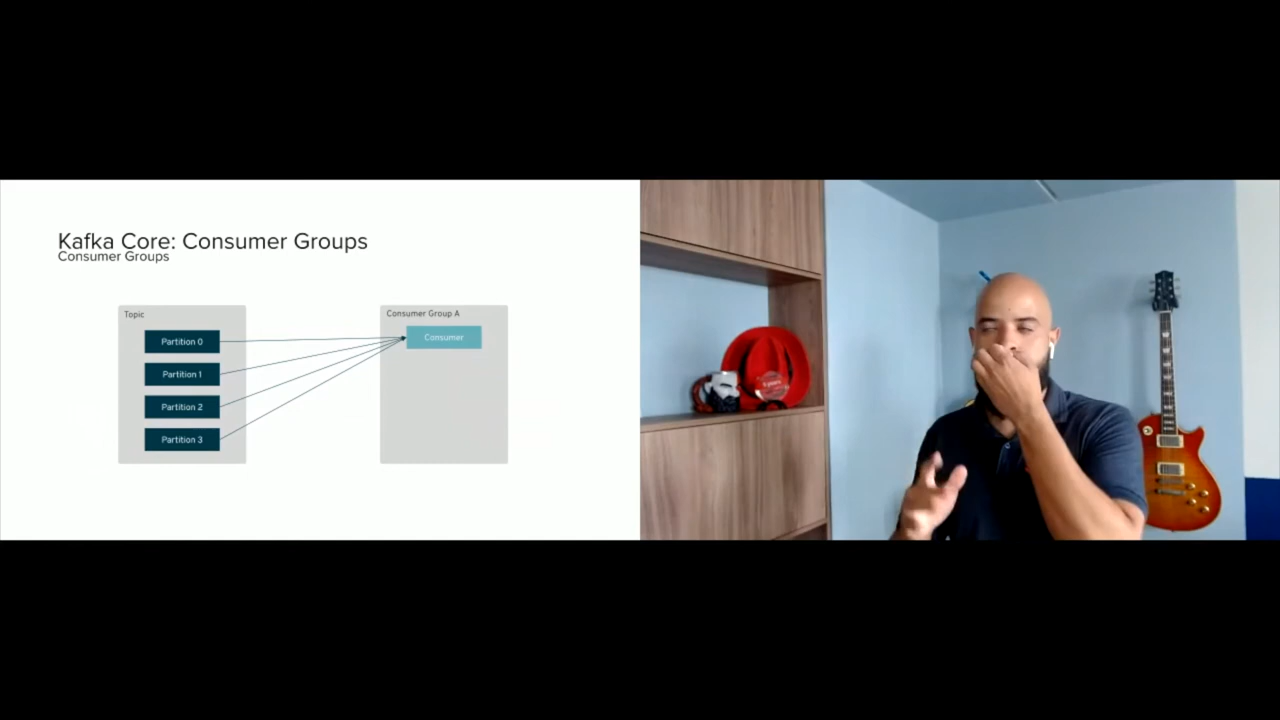 Kafka Core: Consumer Groups
Consumer Groups
Topic
Partition 0
Partition 1
Partition 2
Partition 3
Consumer Group A
Consumer